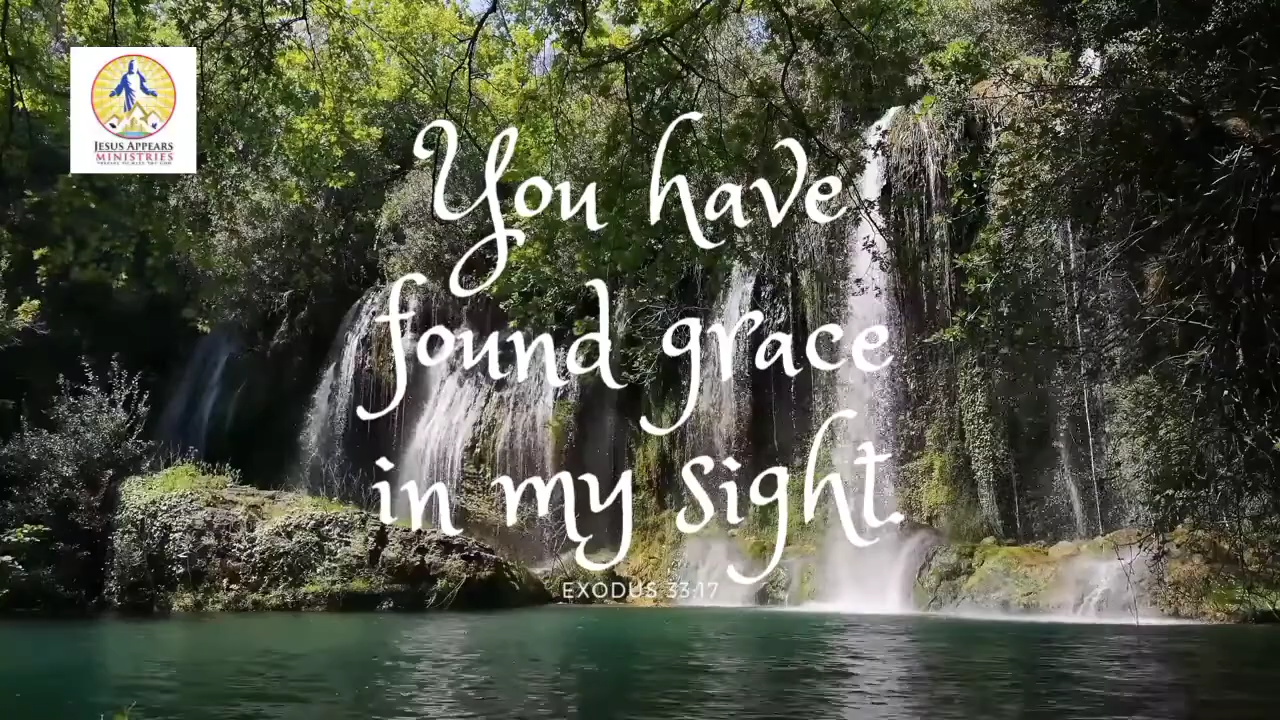 JESUS APPEARS
MINISTRIES
You have
found grace
in my sight.
EXODUS 33:17